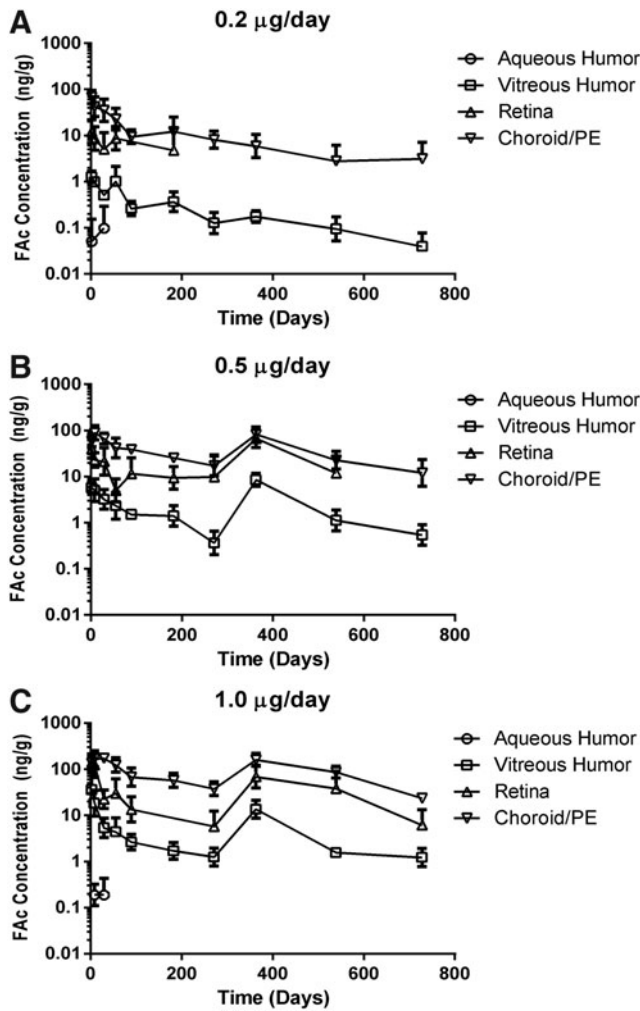 A
0.2 μg/day
FAc Concentration (ng/g)
1000
100
10
1
0.1
0.01
0
200
400
600
800
Time (Days)
Aqueous Humor
Vitreous Humor
Retina
Choroid/PE
B
0.5 μg/day
FAc Concentration (ng/g)
1000
100
10
1
0.1
0.01
0
200
400
600
800
Time (Days)
Aqueous Humor
Vitreous Humor
Retina
Choroid/PE
C
1.0 μg/day
FAc Concentration (ng/g)
1000
100
10
1
0.1
0.01
0
200
400
600
800
Time (Days)
Aqueous Humor
Vitreous Humor
Retina
Choroid/PE